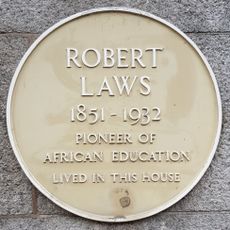 ROBERT
LAWS
1851-1932
PIONEER OF
AFRICAN EDUCATION
LIVED IN THIS HOUSE